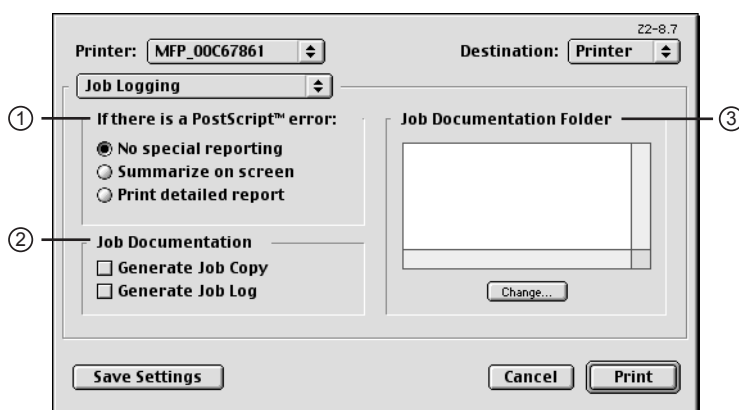 Z2-8.7
Printer: MFP_00C67861
Destination: Printer
Job Logging
① If there is a PostScript™ error:
No special reporting
Summarize on screen
Print detailed report
② Job Documentation
Generate Job Copy
Generate Job Log
Job Documentation Folder ③
Change...
Save Settings
Cancel
Print